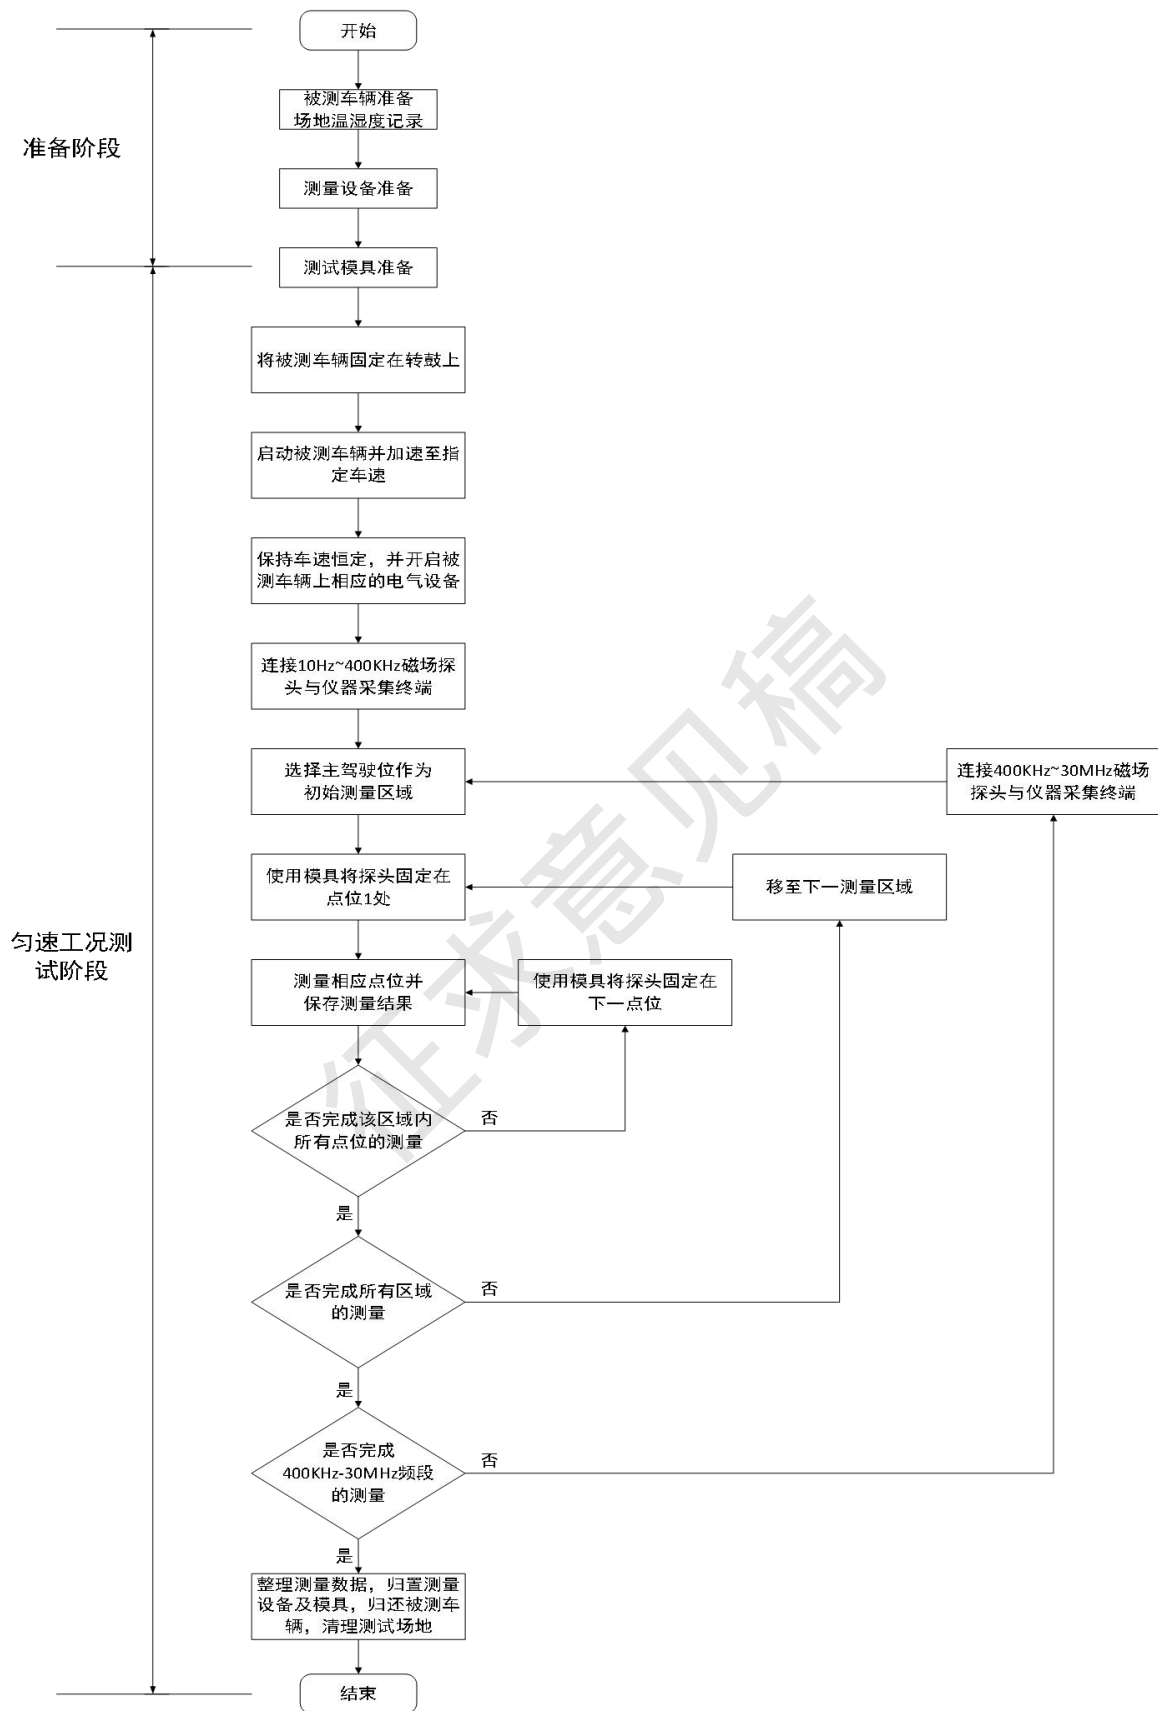 开始
被测车辆准备
场地温湿度记录
准备阶段
测量设备准备
测试模具准备
将被测车辆固定在转鼓上
启动被测车辆并加速至指
定车速
保持车速恒定，并开启被
测车辆上相应的电气设备
连接10Hz~400KHz磁场探
头与仪器采集终端
选择主驾驶位作为
初始测量区域
连接400KHz~30MHz磁场
探头与仪器采集终端
使用模具将探头固定在
点位1处
移至下一测量区域
匀速工况测
试阶段
测量相应点位并
保存测量结果
使用模具将探头固定在
下一点位
是否完成该区域内
所有点位的测量
否
是
是否完成所有区域
的测量
否
是
是否完成
400KHz-30MHz频段
的测量
否
是
整理测量数据，归置测量
设备及模具，归还被测车
辆，清理测试场地
结束
征求意见稿